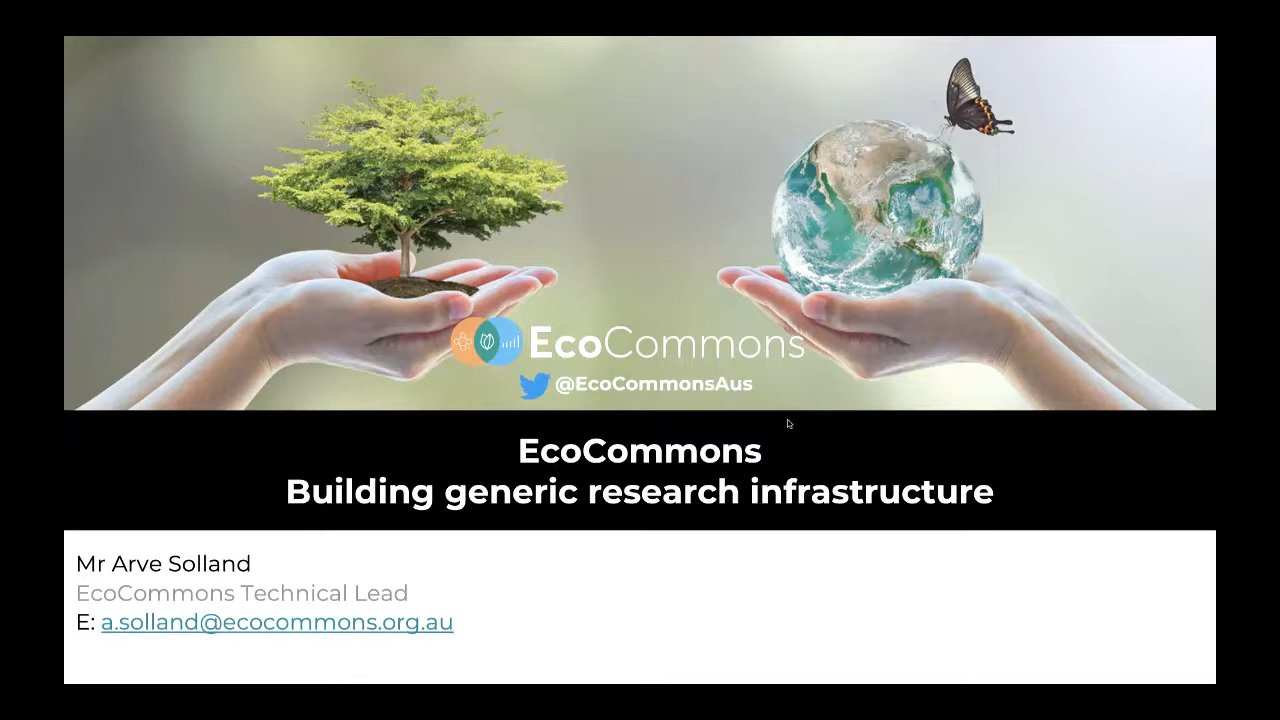 EcoCommons
@EcoCommonsAus
EcoCommons
Building generic research infrastructure
Mr Arve Solland
EcoCommons Technical Lead
E: a.solland@ecocommons.org.au